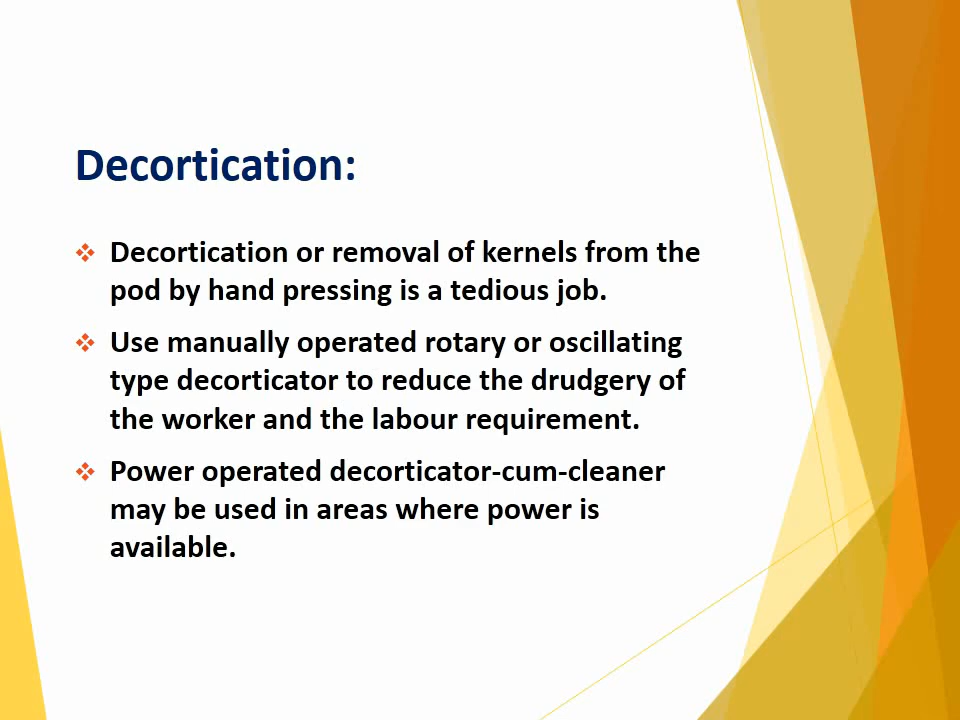 Decortication:
Decortication or removal of kernels from the
pod by hand pressing is a tedious job.
Use manually operated rotary or oscillating
type decorticator to reduce the drudgery of
the worker and the labour requirement.
Power operated decorticator-cum-cleaner
may be used in areas where power is
available.